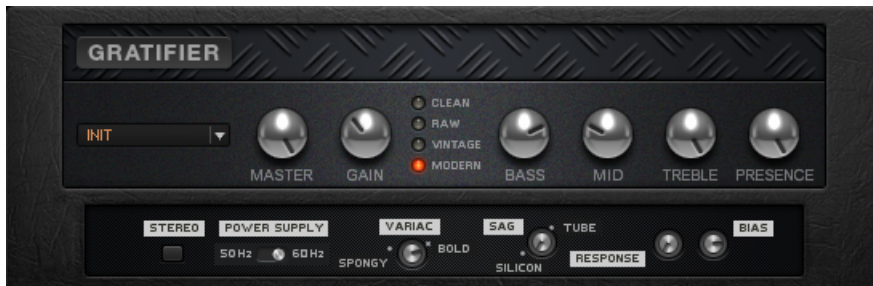 GRATIFIER
CLEAN
RAW
VINTAGE
MODERN
INIT
MASTER
GAIN
BASS
MID
TREBLE
PRESENCE
STEREO
POWER SUPPLY
50Hz
60Hz
VARIAC
SPONGY
BOLD
SAG
TUBE
SILICON
RESPONSE
BIAS